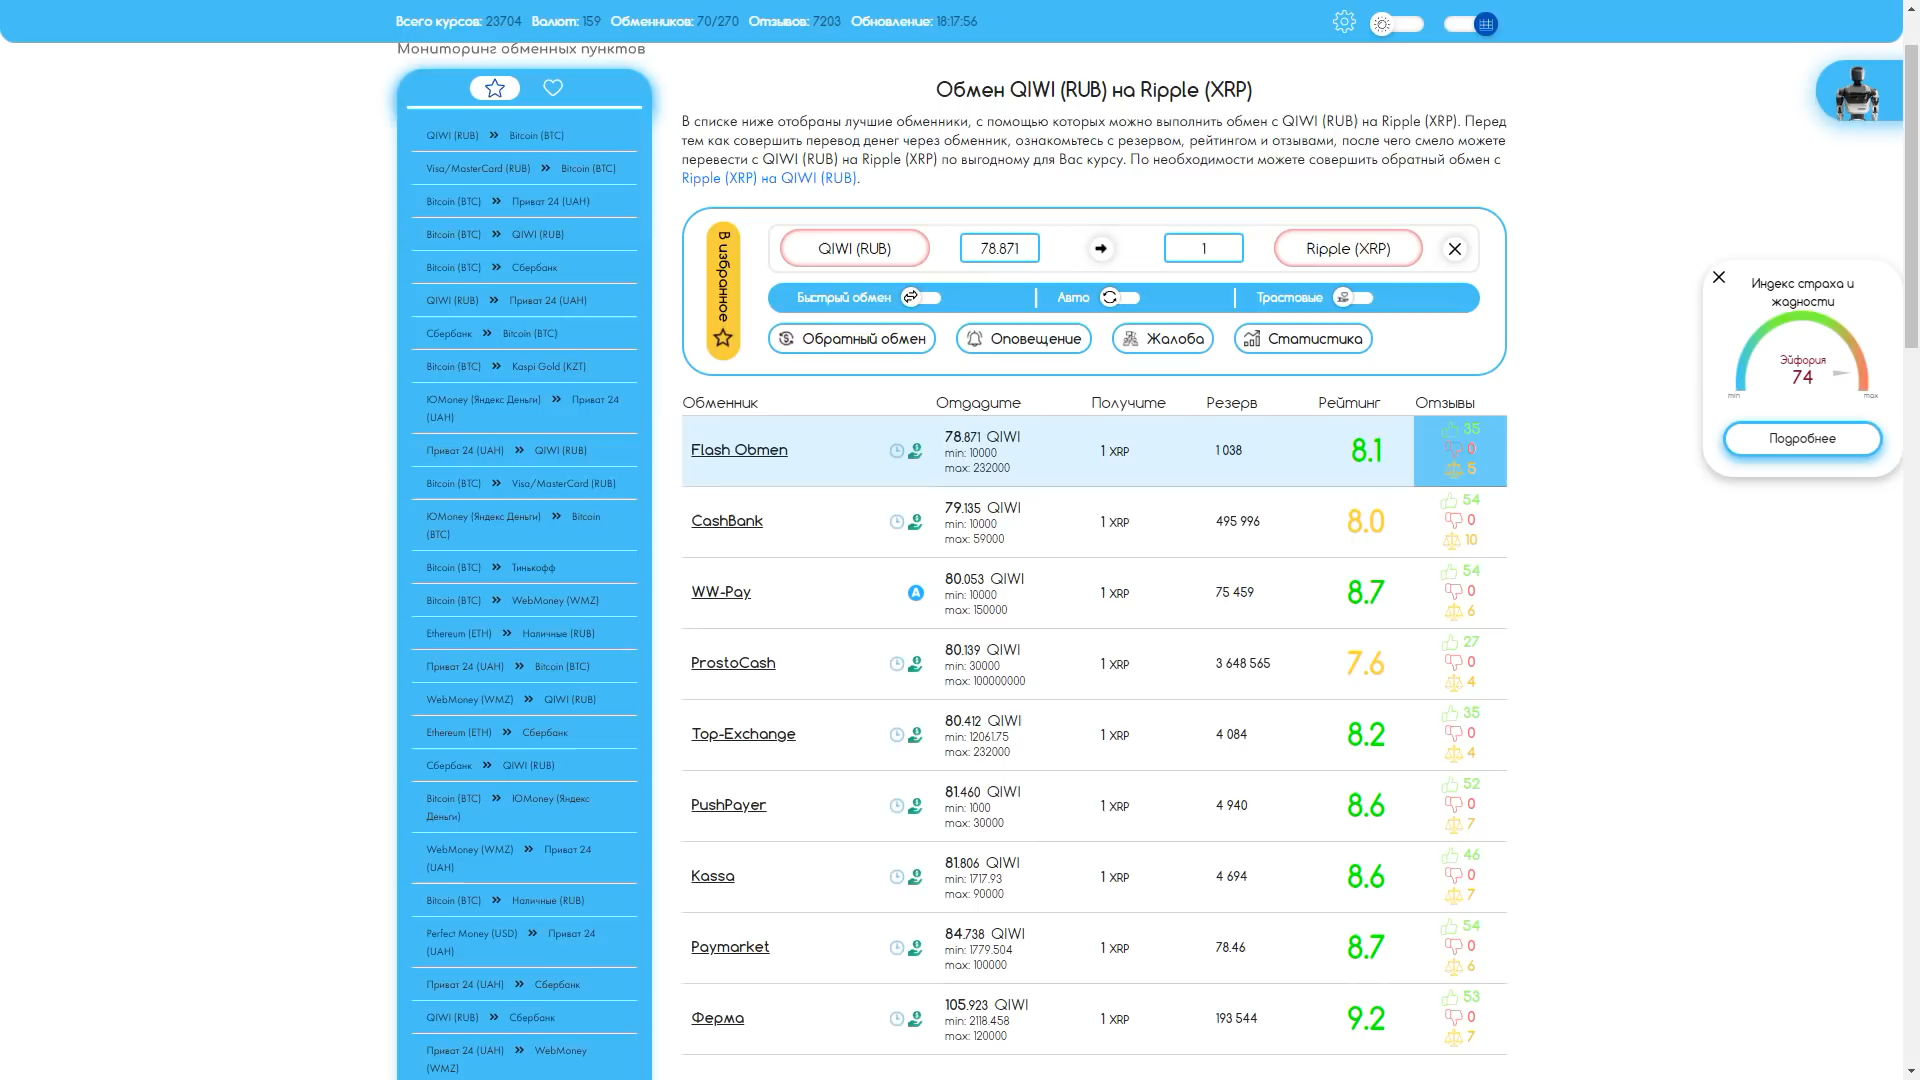 Всего курсов: 23704 Валют: 159 Обменников: 70/270 Отзывов: 7203 Обновление: 18:17:56
Мониторинг обменных пунктов
QIWI (RUB) » Bitcoin (BTC)
Visa/MasterCard (RUB) » Bitcoin (BTC)
Bitcoin (BTC) » Приват 24 (UAH)
Bitcoin (BTC) » QIWI (RUB)
Bitcoin (BTC) » Сбербанк
QIWI (RUB) » Приват 24 (UAH)
Сбербанк » Bitcoin (BTC)
Bitcoin (BTC) » Kaspi Gold (KZT)
ЮMoney (Яндекс Деньги) » Приват 24
(UAH)
Приват 24 (UAH) » QIWI (RUB)
Bitcoin (BTC) » Visa/MasterCard (RUB)
ЮMoney (Яндекс Деньги) » Bitcoin
(BTC)
Bitcoin (BTC) » Тинькофф
Bitcoin (BTC) » WebMoney (WMZ)
Ethereum (ETH) » Наличные (RUB)
Приват 24 (UAH) » Bitcoin (BTC)
WebMoney (WMZ) » QIWI (RUB)
Ethereum (ETH) » Сбербанк
Сбербанк » QIWI (RUB)
Bitcoin (BTC) » ЮMoney (Яндекс
Деньги)
WebMoney (WMZ) » Приват 24
(UAH)
Bitcoin (BTC) » Наличные (RUB)
Perfect Money (USD) » Приват 24
(UAH)
Приват 24 (UAH) » Сбербанк
QIWI (RUB) » Сбербанк
Приват 24 (UAH) » WebMoney
(WMZ)
Обмен QIWI (RUB) на Ripple (XRP)
В списке ниже отобраны лучшие обменники, с помощью которых можно выполнить обмен с QIWI (RUB) на Ripple (XRP). Перед
тем как совершить перевод денег через обменник, ознакомьтесь с резервом, рейтингом и отзывами, после чего смело можете
перевести с QIWI (RUB) на Ripple (XRP) по выгодному для Вас курсу. По необходимости можете совершить обратный обмен с
Ripple (XRP) на QIWI (RUB).
В избранное
QIWI (RUB) 78.871 1 Ripple (XRP)
Быстрый обмен Авто Трастовые
Обратный обмен Оповещение Жалоба Статистика
Обменник Отдадите Получите Резерв Рейтинг Отзывы
Flash Obmen 78.871 QIWI 1 XRP 1 038 8.1 35
min: 10000 0
max: 232000 5
CashBank 79.135 QIWI 1 XRP 495 996 8.0 54
min: 10000 0
max: 59000 10
WW-Pay A 80.053 QIWI 1 XRP 75 459 8.7 54
min: 10000 0
max: 150000 6
ProstoCash 80.139 QIWI 1 XRP 3 648 565 7.6 27
min: 30000 0
max: 100000000 4
Top-Exchange 80.412 QIWI 1 XRP 4 084 8.2 35
min: 12061.75 0
max: 232000 4
PushPayer 81.460 QIWI 1 XRP 4 940 8.6 52
min: 1000 0
max: 30000 7
Kassa 81.806 QIWI 1 XRP 4 694 8.6 46
min: 1717.93 0
max: 90000 7
Paymarket 84.738 QIWI 1 XRP 78.46 8.7 54
min: 1779.504 0
max: 100000 6
Ферма 105.923 QIWI 1 XRP 193 544 9.2 53
min: 2118.458 0
max: 120000 7
Индекс страха и
жадности
Эйфория
74
min max
Подробнее